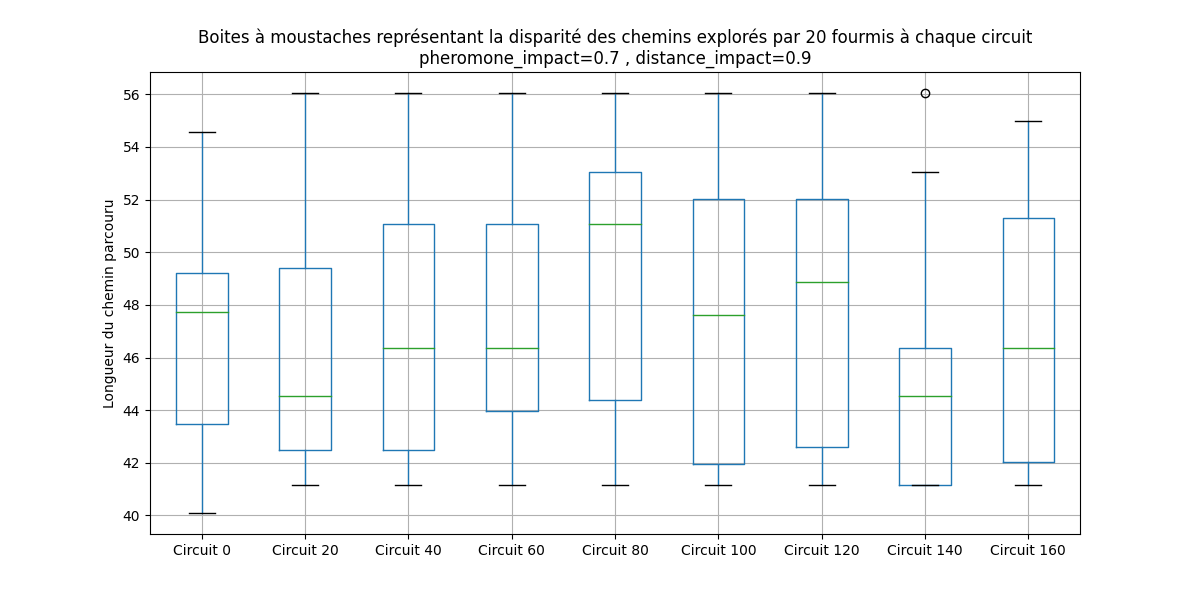 Boites à moustaches représentant la disparité des chemins explorés par 20 fourmis à chaque circuit
pheromone_impact=0.7 , distance_impact=0.9
Longueur du chemin parcouru
56
54
52
50
48
46
44
42
40
Circuit 0 Circuit 20 Circuit 40 Circuit 60 Circuit 80 Circuit 100 Circuit 120 Circuit 140 Circuit 160